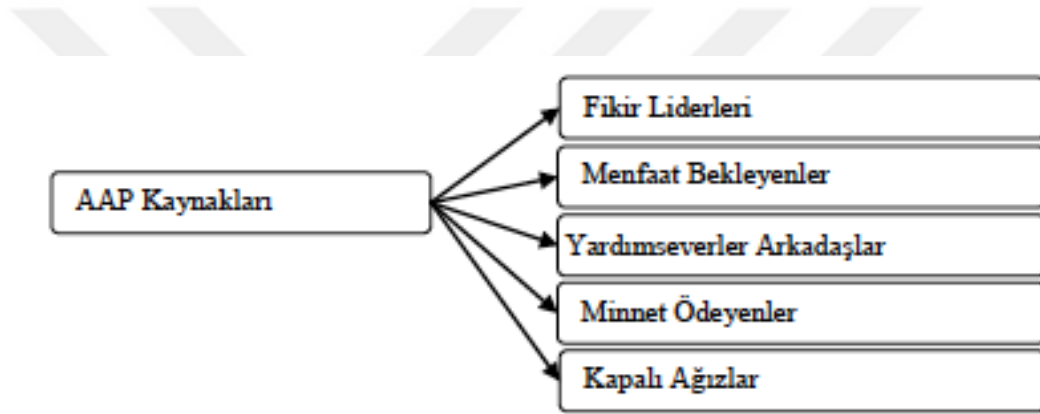 AAP Kaynakları
Fikir Liderleri
Menfaat Bekleyenler
Yardımseverler Arkadaşlar
Minnet Ödeyenler
Kapalı Ağızlar